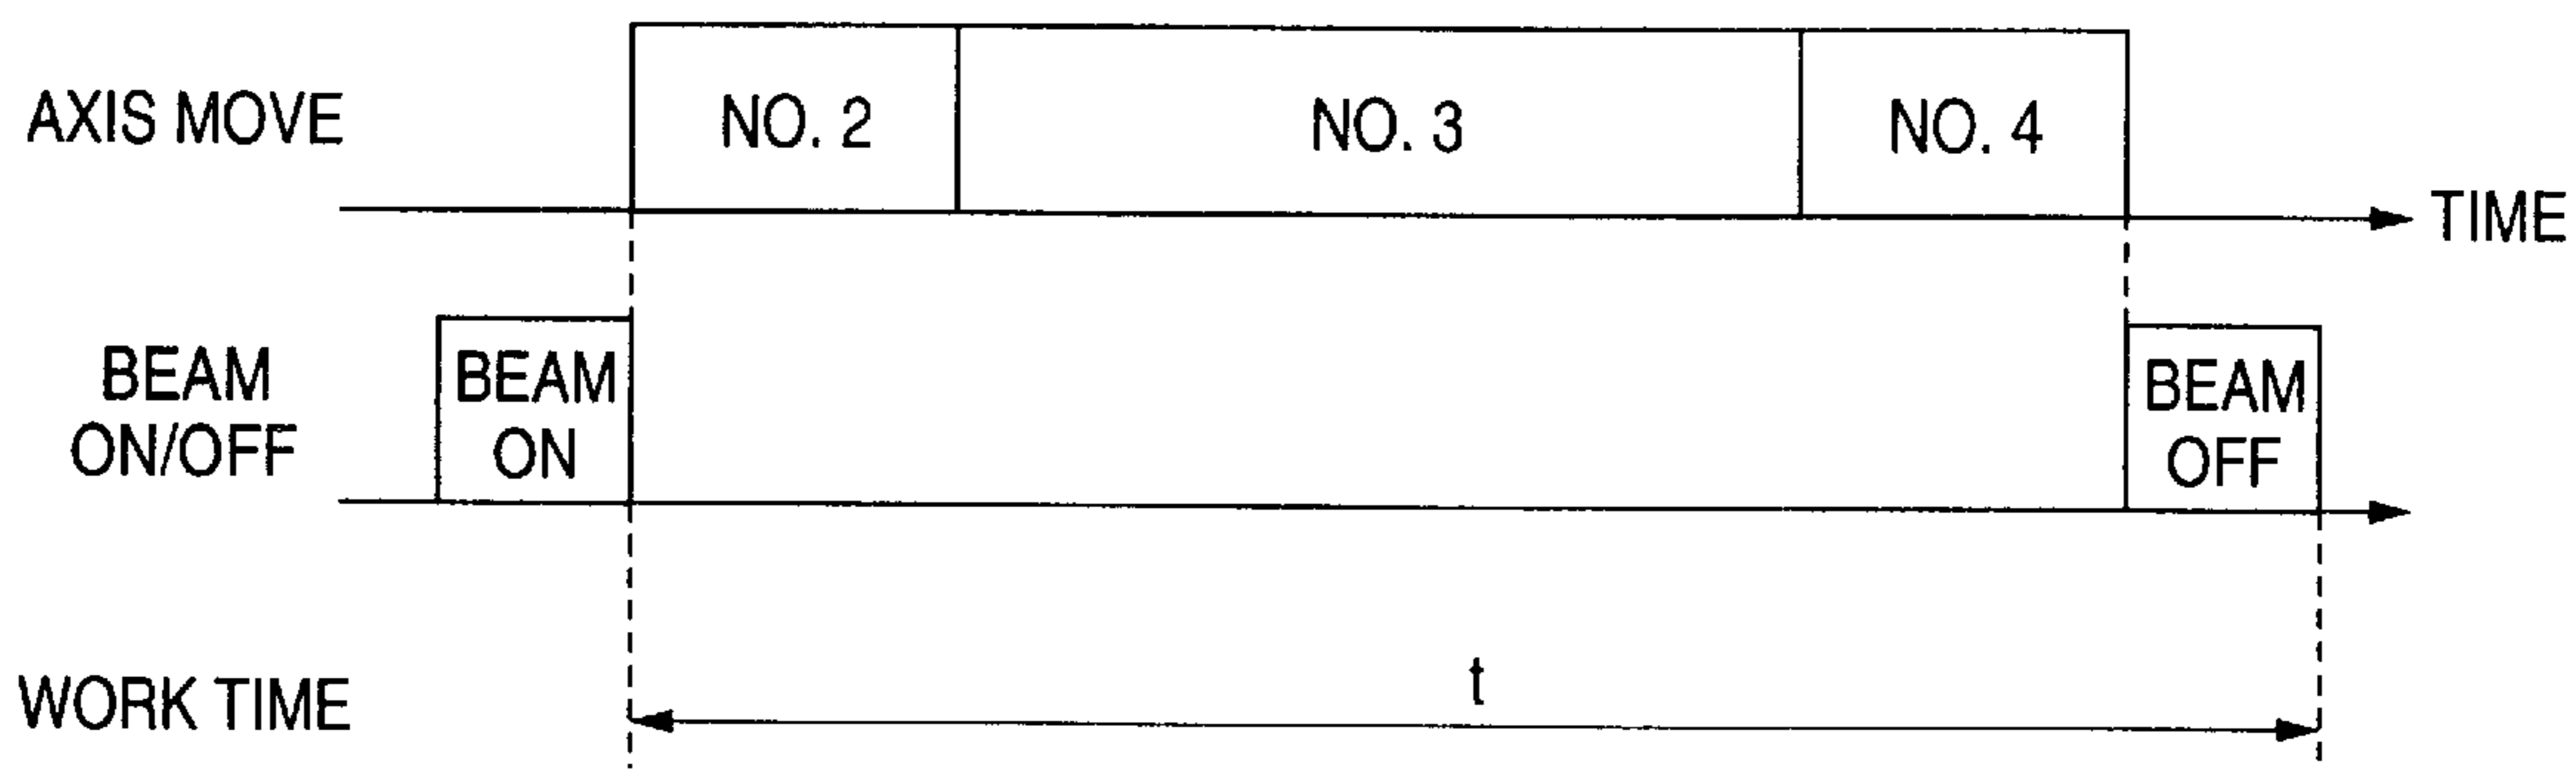 AXIS MOVE
NO. 2
NO. 3
NO. 4
TIME
BEAM
ON/OFF
BEAM
ON
BEAM
OFF
WORK TIME
t